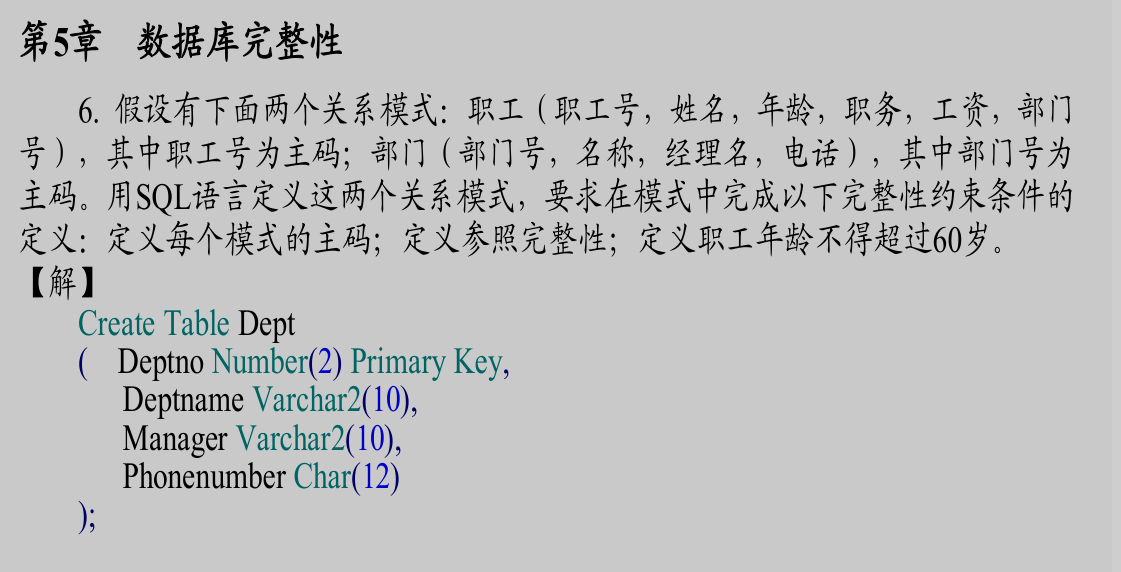 第5章　数据库完整性
6. 假设有下面两个关系模式：职工（职工号，姓名，年龄，职务，工资，部门
号），其中职工号为主码；部门（部门号，名称，经理名，电话），其中部门号为
主码。用SQL语言定义这两个关系模式，要求在模式中完成以下完整性约束条件的
定义：定义每个模式的主码；定义参照完整性；定义职工年龄不得超过60岁。
【解】
Create Table Dept
(　Deptno Number(2) Primary Key,
Deptname Varchar2(10),
Manager Varchar2(10),
Phonenumber Char(12)
);